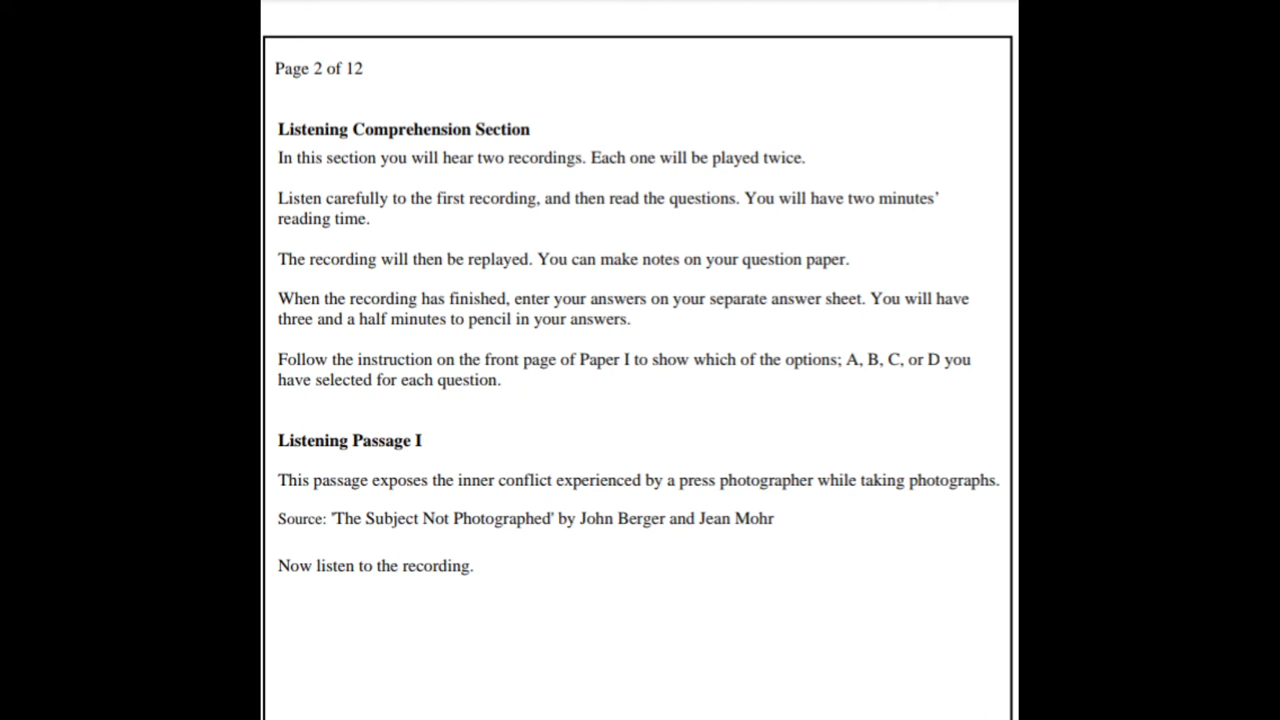 Page 2 of 12
Listening Comprehension Section
In this section you will hear two recordings. Each one will be played twice.
Listen carefully to the first recording, and then read the questions. You will have two minutes'
reading time.
The recording will then be replayed. You can make notes on your question paper.
When the recording has finished, enter your answers on your separate answer sheet. You will have
three and a half minutes to pencil in your answers.
Follow the instruction on the front page of Paper I to show which of the options; A, B, C, or D you
have selected for each question.
Listening Passage I
This passage exposes the inner conflict experienced by a press photographer while taking photographs.
Source: 'The Subject Not Photographed' by John Berger and Jean Mohr
Now listen to the recording.